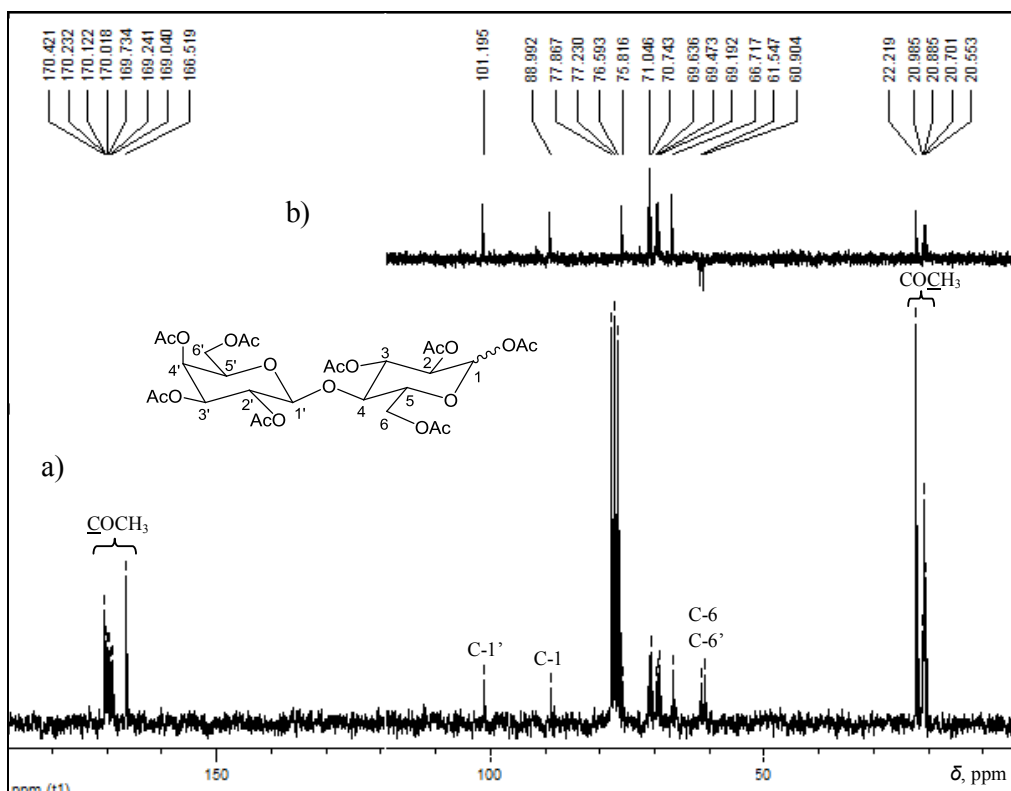 170.421
170.232
170.122
170.018
169.734
169.241
169.040
166.519
101.195
88.992
77.867
77.230
76.593
75.816
71.046
70.743
69.636
69.473
69.192
66.717
61.547
60.904
22.219
20.985
20.885
20.701
20.553
b)
COCH3
AcO OAc
6'
4' 5' O
AcO
3' 2' 1'
AcO
O
3 AcO 2 AcO OAc
1
4 5 O
6
OAc
a)
COCH3
C-1’
C-1
C-6
C-6’
150 100 50 δ, ppm
ppm (t1)